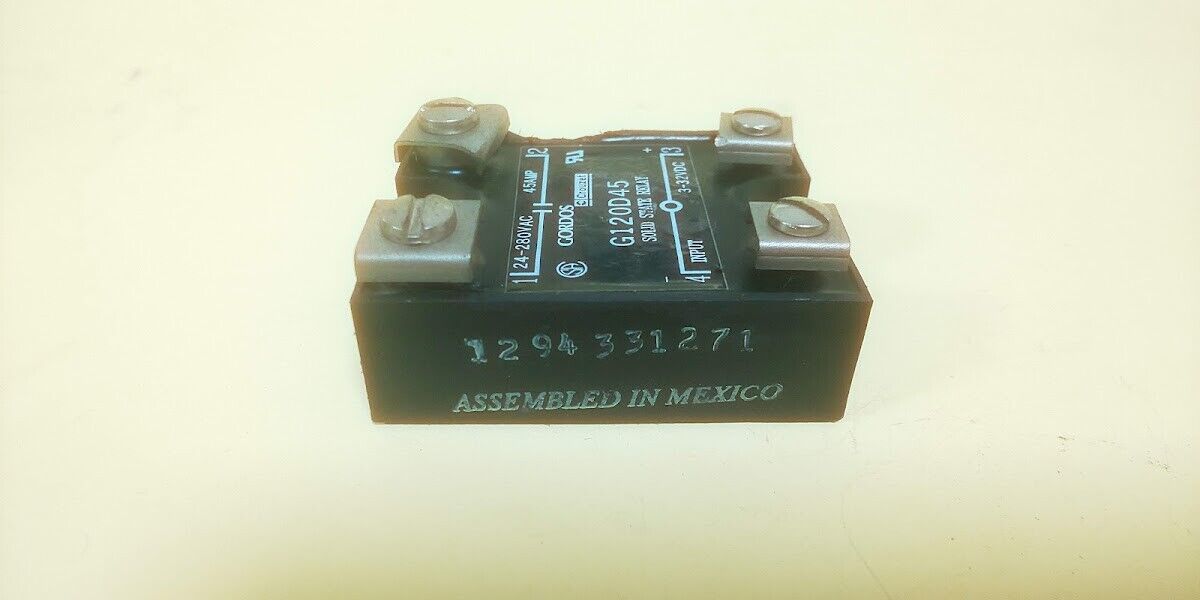 1 24-280VAC 45AMP 2
GORDOS Crouzet
G120D45
SOLID STATE RELAY
- +
4 INPUT 3-32VDC 3
1294 331271
ASSEMBLED IN MEXICO